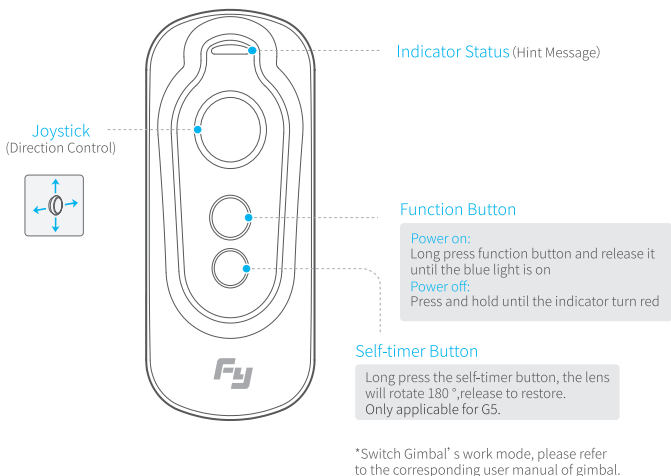 Indicator Status (Hint Message)
Joystick
(Direction Control)
Function Button
Power on:
Long press function button and release it
until the blue light is on
Power off:
Press and hold until the indicator turn red
Fy
Self-timer Button
Long press the self-timer button, the lens
will rotate 180 °,release to restore.
Only applicable for G5.
*Switch Gimbal's work mode, please refer
to the corresponding user manual of gimbal.